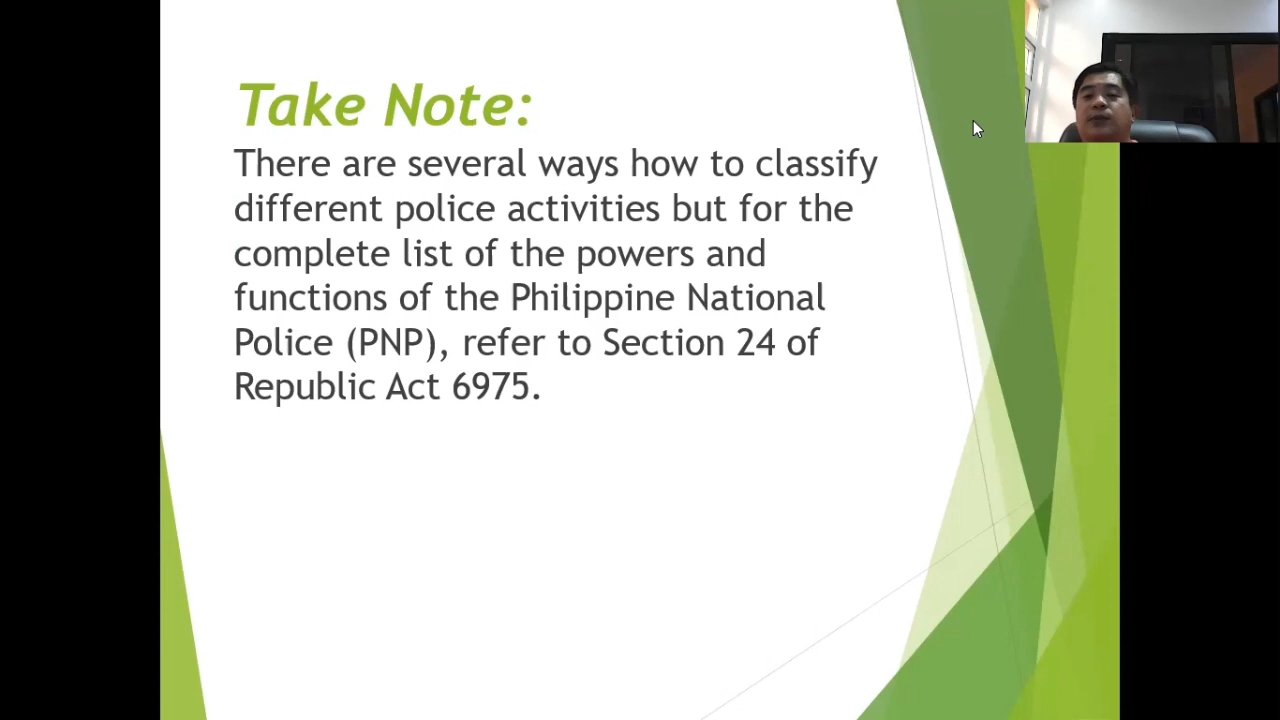 Take Note:
There are several ways how to classify
different police activities but for the
complete list of the powers and
functions of the Philippine National
Police (PNP), refer to Section 24 of
Republic Act 6975.